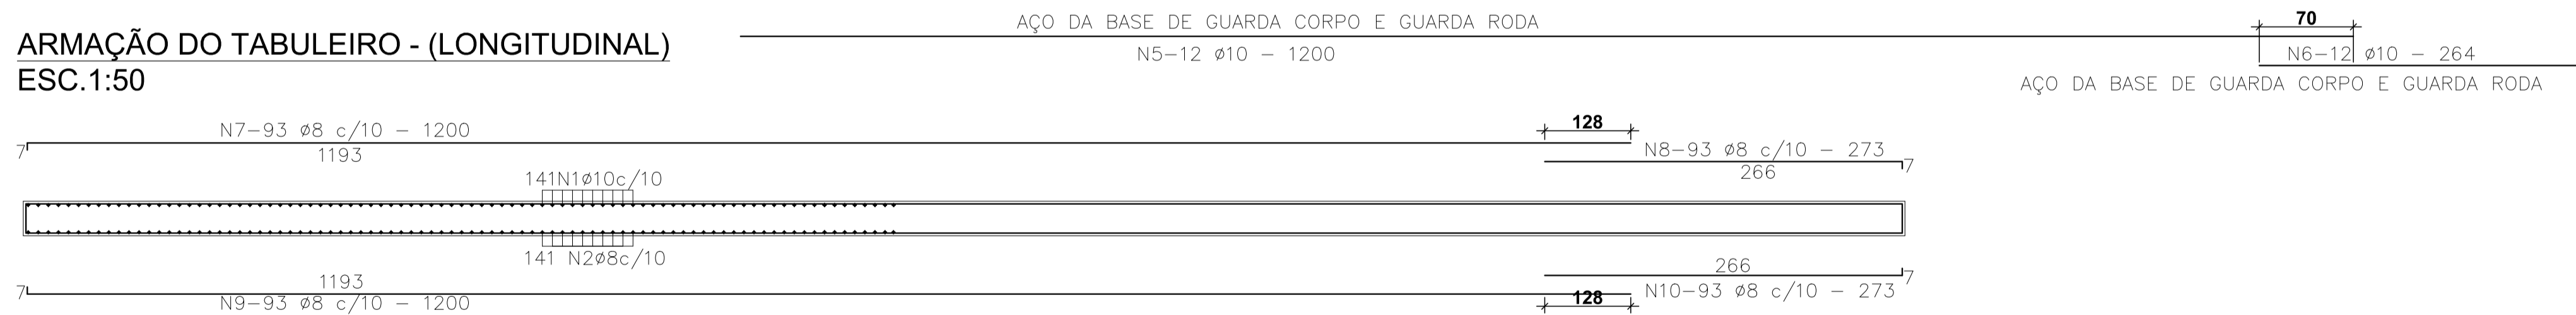 ARMAÇÃO DO TABULEIRO - (LONGITUDINAL)
ESC.1:50
AÇO DA BASE DE GUARDA CORPO E GUARDA RODA
N5-12 ø10 - 1200
70
N6-12 ø10 - 264
AÇO DA BASE DE GUARDA CORPO E GUARDA RODA
N7-93 ø8 c/10 - 1200
7
1193
128
N8-93 ø8 c/10 - 273
266
7
141N1ø10c/10
141 N2ø8c/10
1193
7
N9-93 ø8 c/10 - 1200
128
266
7
N10-93 ø8 c/10 - 273